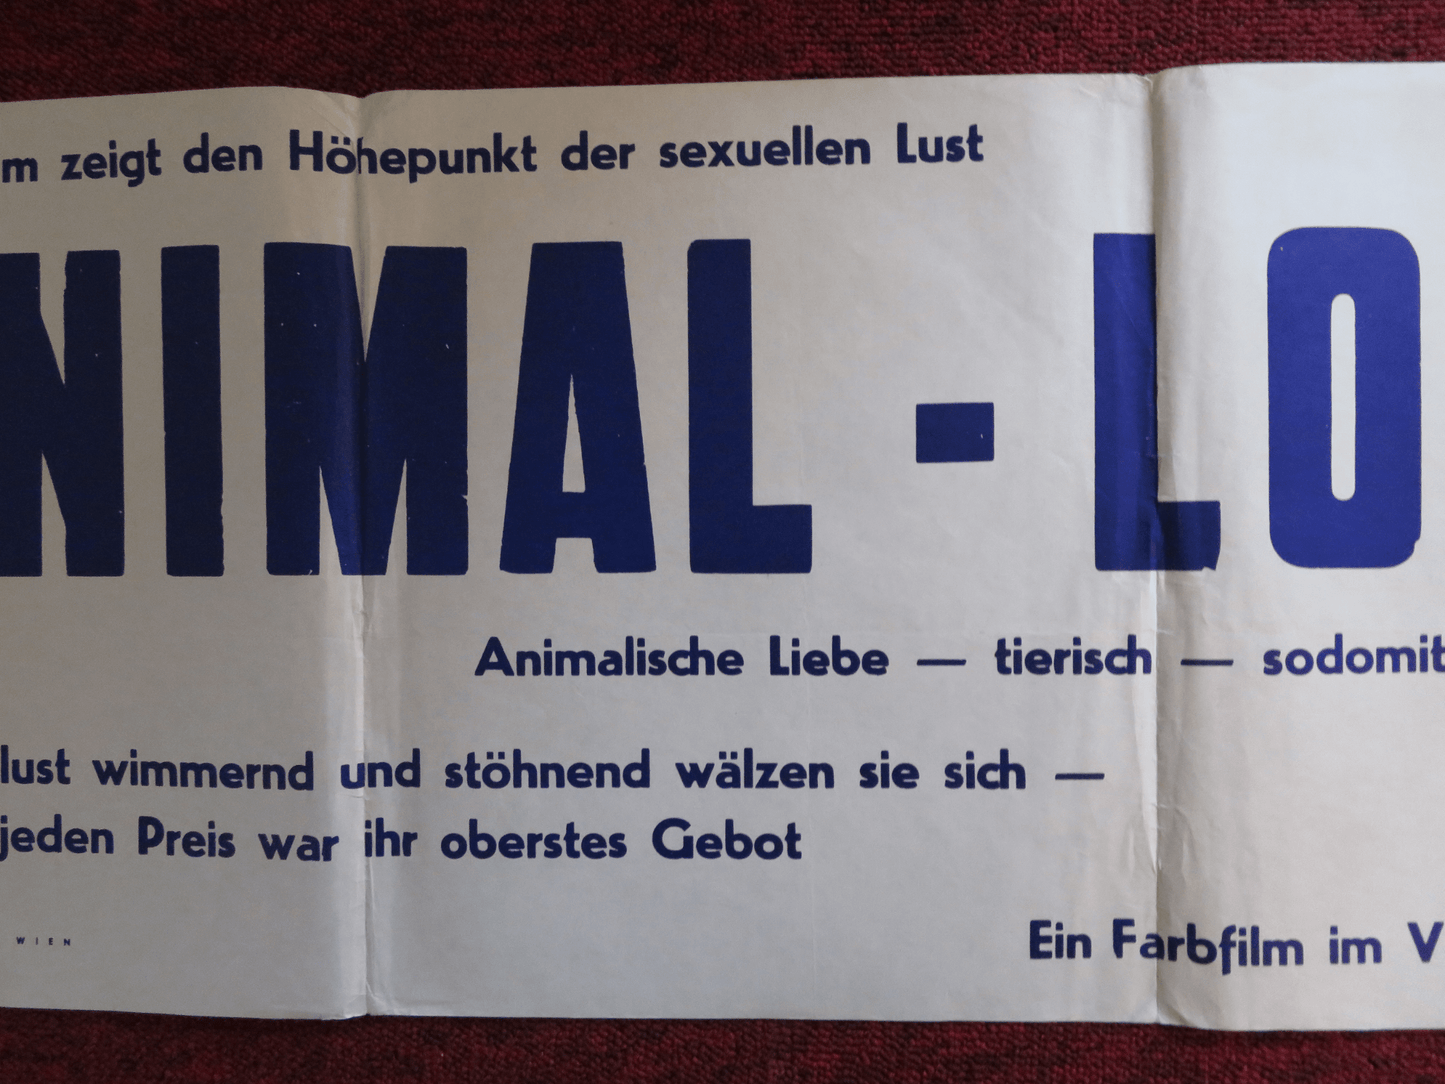 m zeigt den Höhepunkt der sexuellen Lust
NIMAL - LO
Animalische Liebe — tierisch — sodomit
lust wimmernd und stöhnend wälzen sie sich —
jeden Preis war ihr oberstes Gebot
WIEN
Ein Farbfilm im V